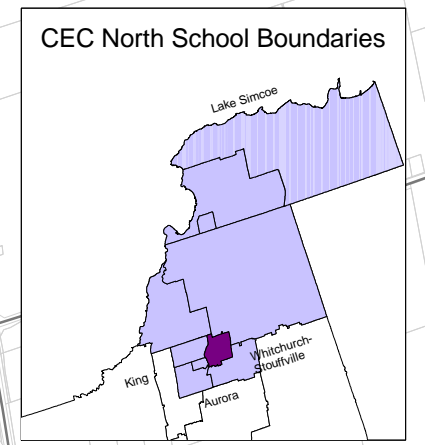 CEC North School Boundaries
Lake Simcoe
Whitchurch-
Stouffville
King
Aurora